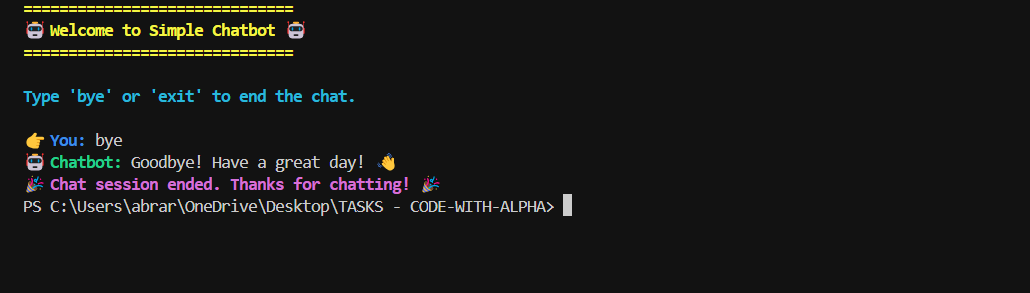 ==============================
🤖 Welcome to Simple Chatbot 🤖
==============================
Type 'bye' or 'exit' to end the chat.
👉 You: bye
🤖 Chatbot: Goodbye! Have a great day! 👋
🎉 Chat session ended. Thanks for chatting! 🎉
PS C:\Users\abrar\OneDrive\Desktop\TASKS - CODE-WITH-ALPHA>